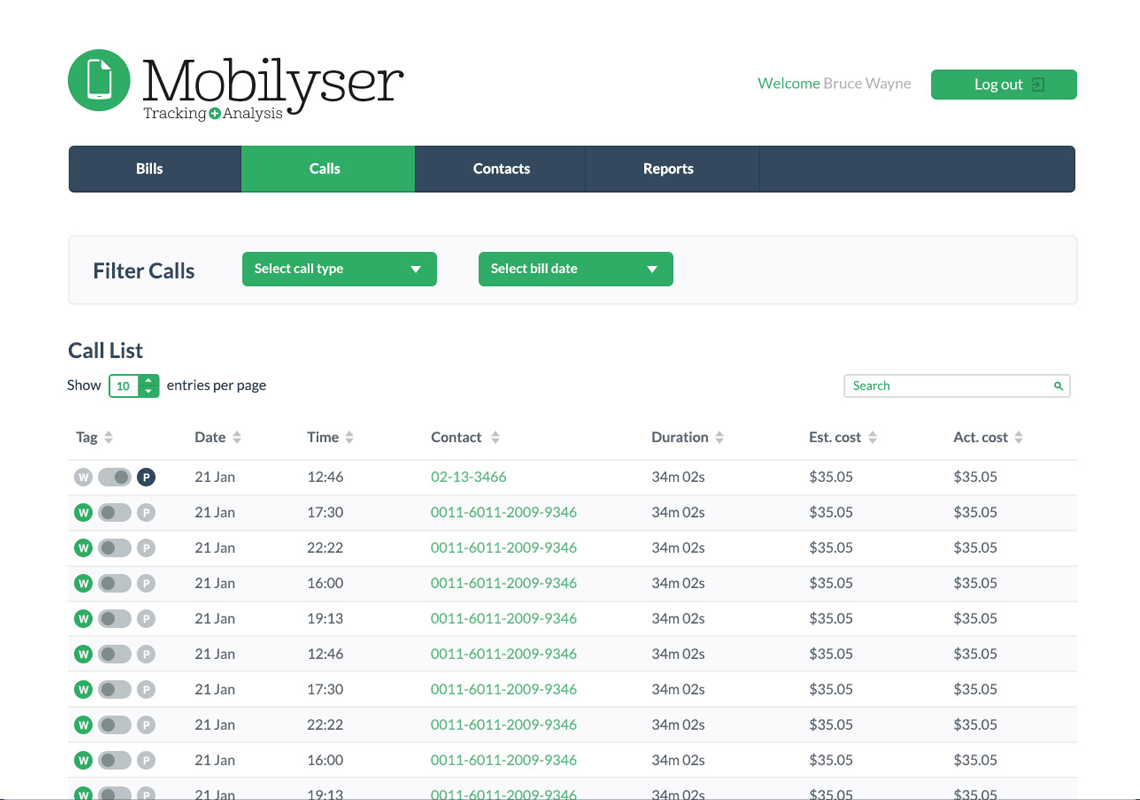 Mobilyser
Tracking+Analysis
Welcome Bruce Wayne
Log out
Bills Calls Contacts Reports
Filter Calls Select call type Select bill date
Call List
Show 10 entries per page
Search
Tag Date Time Contact Duration Est. cost Act. cost
W P 21 Jan 12:46 02-13-3466 34m 02s $35.05 $35.05
W P 21 Jan 17:30 0011-6011-2009-9346 34m 02s $35.05 $35.05
W P 21 Jan 22:22 0011-6011-2009-9346 34m 02s $35.05 $35.05
W P 21 Jan 16:00 0011-6011-2009-9346 34m 02s $35.05 $35.05
W P 21 Jan 19:13 0011-6011-2009-9346 34m 02s $35.05 $35.05
W P 21 Jan 12:46 0011-6011-2009-9346 34m 02s $35.05 $35.05
W P 21 Jan 17:30 0011-6011-2009-9346 34m 02s $35.05 $35.05
W P 21 Jan 22:22 0011-6011-2009-9346 34m 02s $35.05 $35.05
W P 21 Jan 16:00 0011-6011-2009-9346 34m 02s $35.05 $35.05
W P 21 Jan 19:13 0011-6011-2009-9346 34m 02s $35.05 $35.05